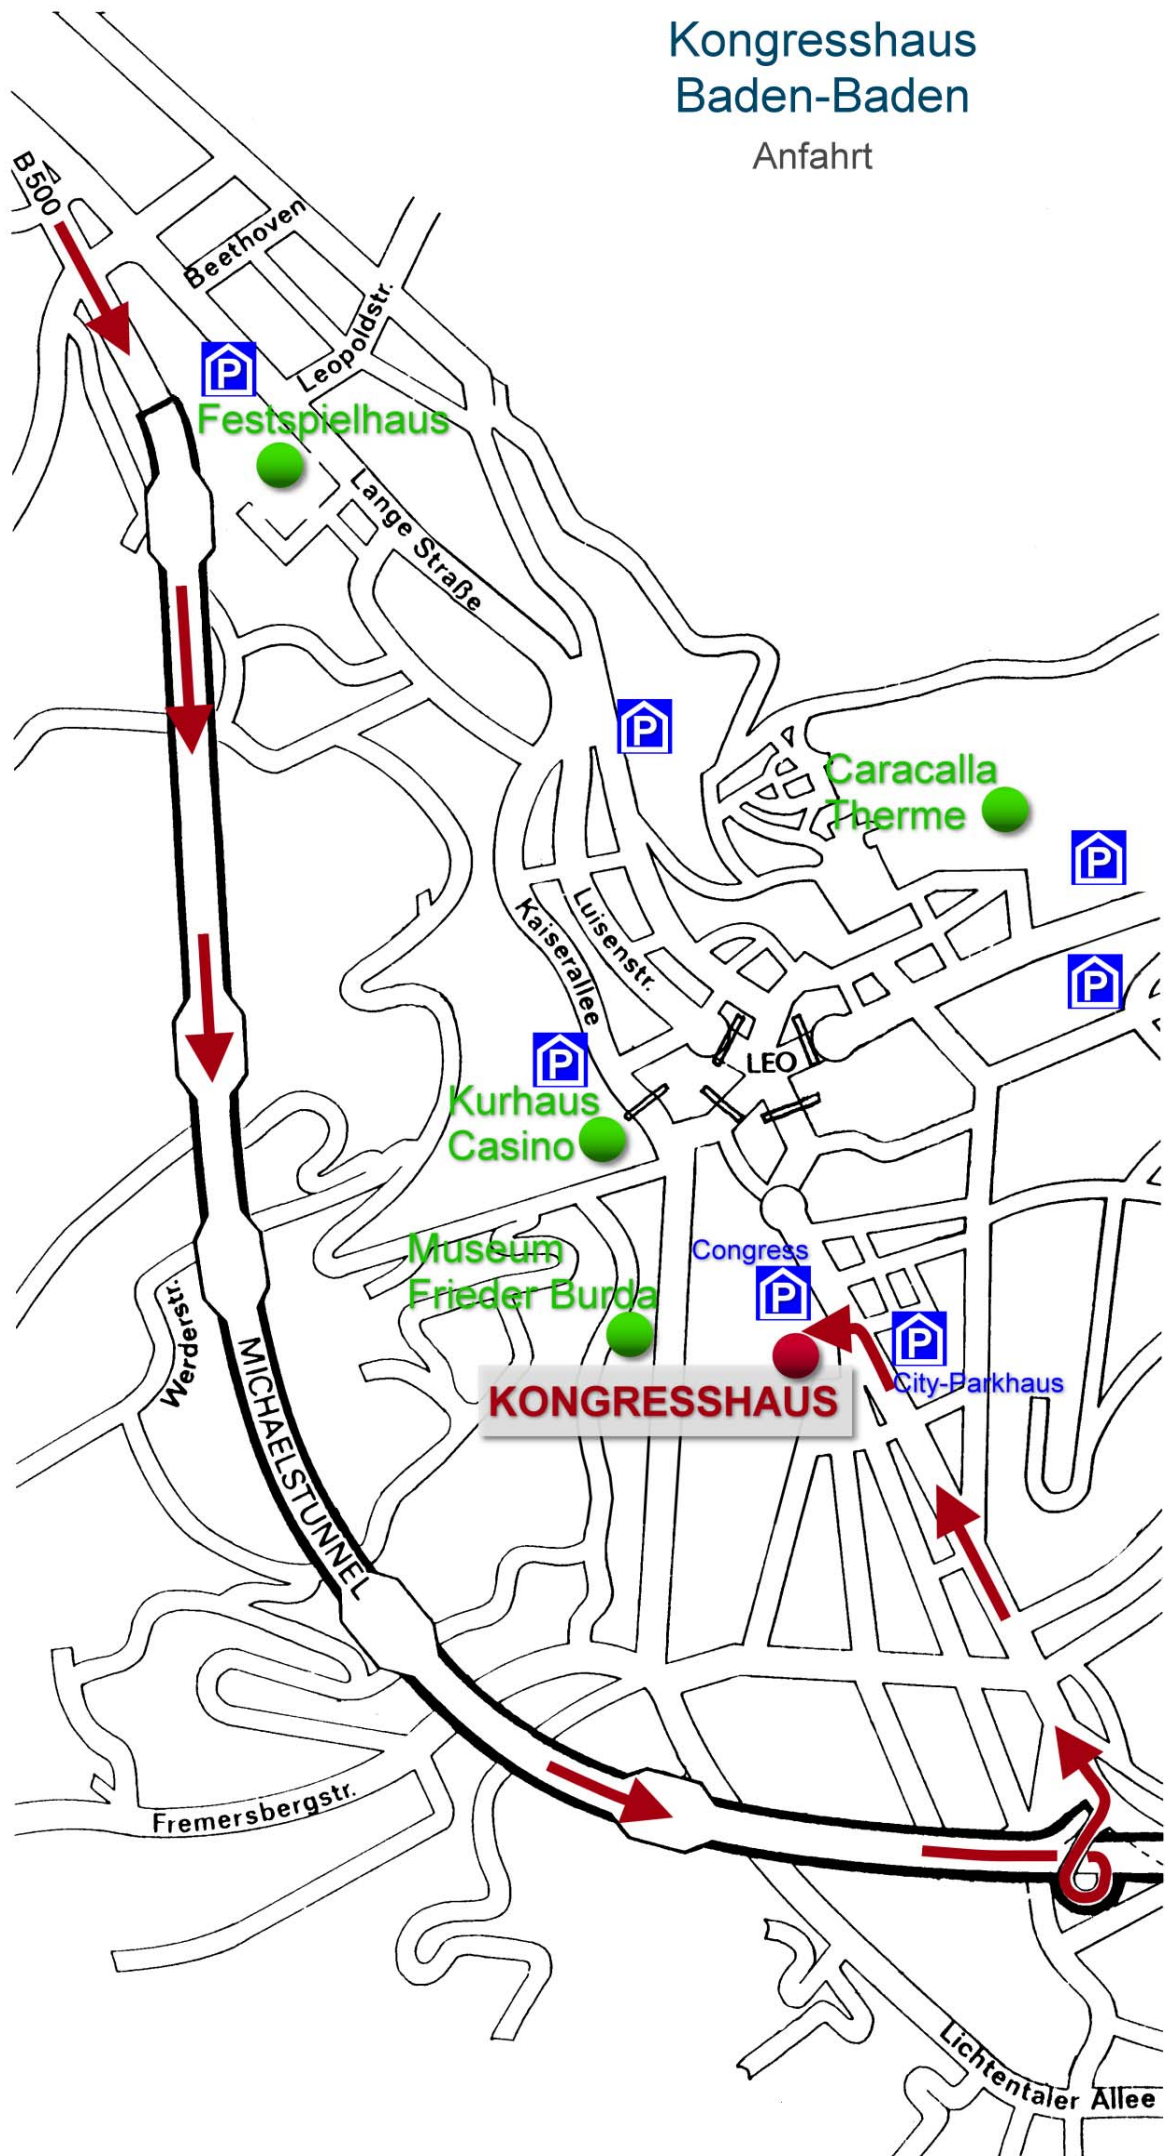 Kongresshaus
Baden-Baden
Anfahrt
B500
Beethoven
Leopoldstr.
P
Festspielhaus
Lange Straße
P
Caracalla
Therme
P
Luisenstr.
Kaiserallee
P
P
LEO
Kurhaus
Casino
Museum
Frieder Burda
Congress
P
P
City-Parkhaus
KONGRESSHAUS
Werderstr.
MICHAELSTUNNEL
Fremersbergstr.
Lichtentaler Allee